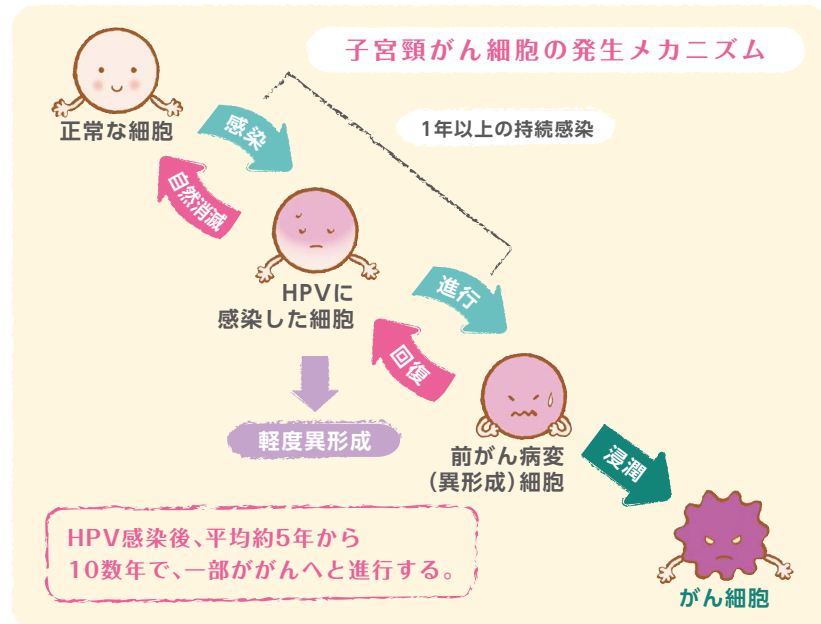 子宮頸がん細胞の発生メカニズム
正常な細胞
感染
1年以上の持続感染
自然消滅
HPVに
感染した細胞
進行
回復
軽度異形成
前がん病変
(異形成)細胞
浸潤
HPV感染後、平均約5年から
10数年で、一部ががんへと進行する。
がん細胞